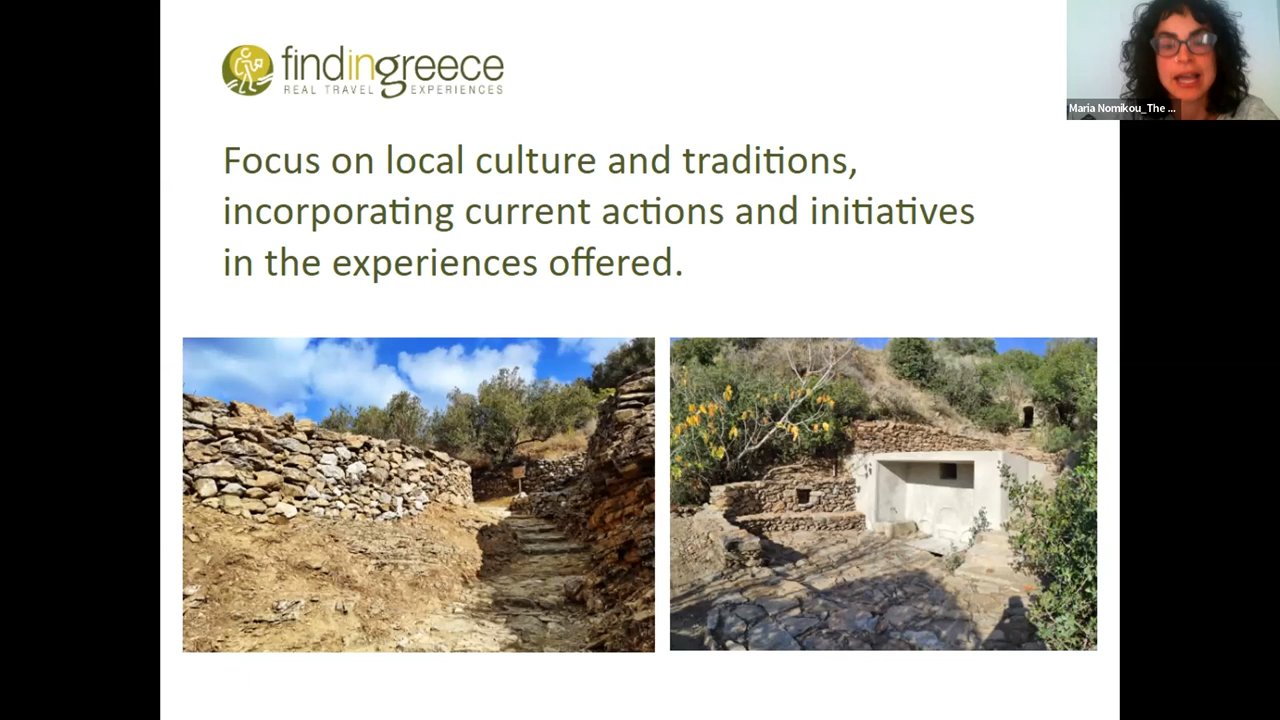 findingreece
REAL TRAVEL EXPERIENCES
Maria Nomikou_The ...
Focus on local culture and traditions,
incorporating current actions and initiatives
in the experiences offered.